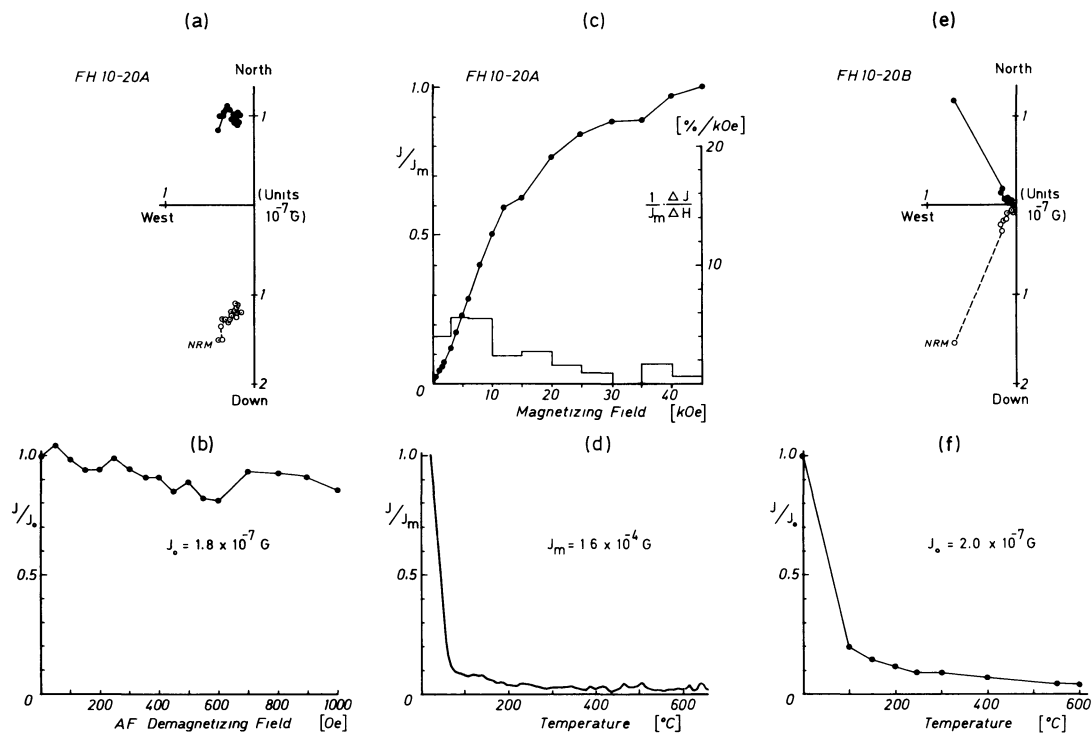 (a)
FH 10-20A
North
1
1
West
(Units
10⁻⁷ G)
1
NRM
2
Down
(b)
1.0
J/J₀
0.5
0
J₀ = 1.8 x 10⁻⁷ G
200
400
600
800
1000
AF Demagnetizing Field
[Oe]
(c)
FH 10-20A
1.0
J/Jm
0.5
0
[%/kOe]
20
1/Jm · ΔJ/ΔH
10
10
20
30
40
Magnetizing Field
[kOe]
(d)
1.0
J/Jm
0.5
0
Jm = 1 6 x 10⁻⁴ G
200
400
600
Temperature
[°C]
(e)
FH 10-20B
North
1
1
West
(Units
10⁻⁷ G)
1
NRM
2
Down
(f)
1.0
J/J₀
0.5
0
J₀ = 2.0 x 10⁻⁷ G
200
400
600
Temperature
[°C]